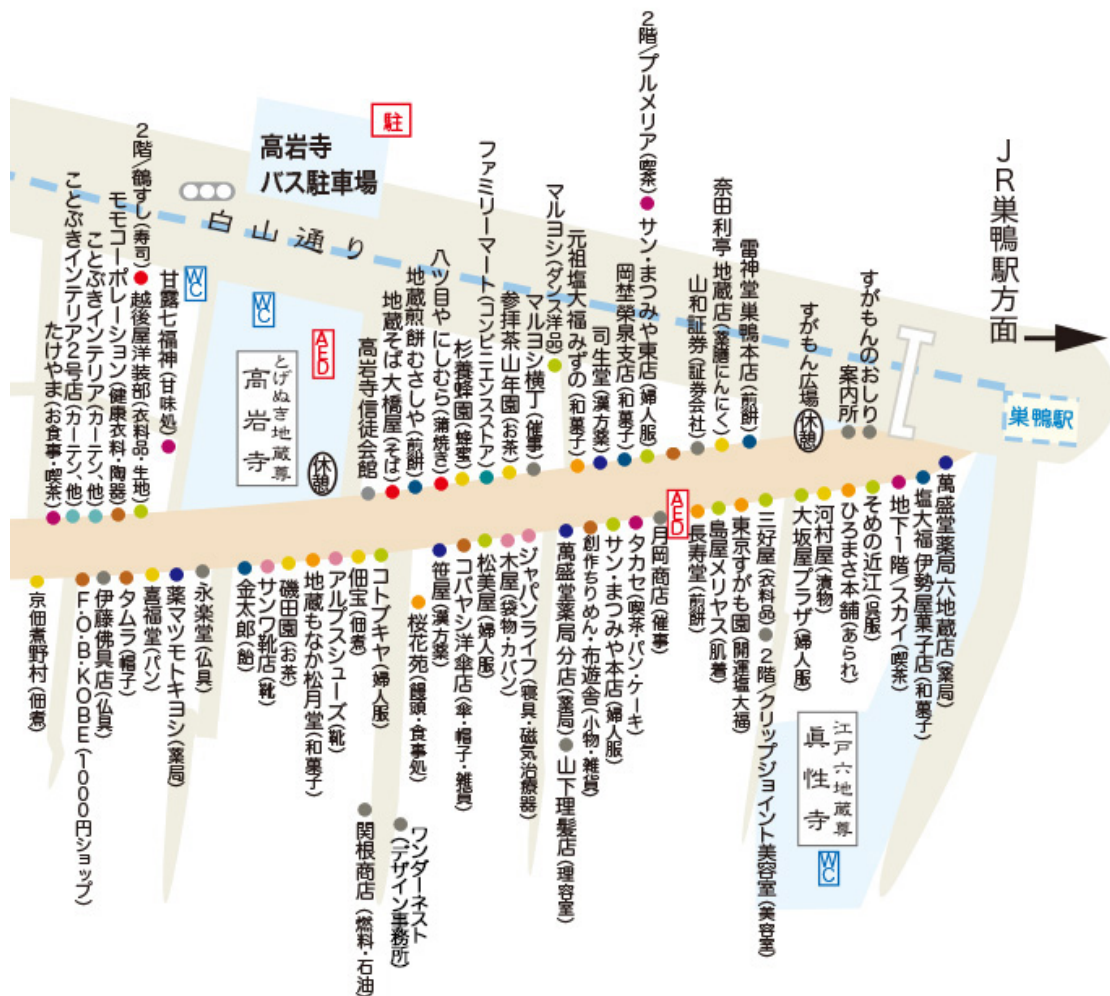 高岩寺
バス駐車場
駐
白山通り
JR巣鴨駅方面
巣鴨駅
WC
WC
AED
とげぬき地蔵尊
高岩寺
休憩
たけやま(お食事・喫茶)
ことぶきインテリア2号店(カーテン、他)
ことぶきインテリア(カーテン、他)
モモコーポレーション(健康衣料・陶器)
2階/鶴すし(寿司)
越後屋洋装部(衣料品・生地)
甘露七福神(甘味処)
高岩寺信徒会館
地蔵そば大橋屋(そば)
地蔵煎餅むさしや(煎餅)
八ツ目やにしむら(蒲焼き)
杉養蜂園(蜂蜜)
ファミリーマート(コンビニエンスストア)
参拝茶山年園(お茶)
マルヨシ横丁(催事)
マルヨシ(ダンス洋品)
元祖塩大福みずの(和菓子)
司生堂(漢方薬)
岡埜榮泉支店(和菓子)
2階/プルメリア(喫茶)
サン・まつみや東店(婦人服)
山和証券(証券会社)
奈田利亭 地蔵店(薬膳にんにく)
雷神堂巣鴨本店(煎餅)
すがもん広場
休憩
案内所
すがもんのおしり
京佃煮野村(佃煮)
F・O・B・KOBE(1000円ショップ)
伊藤佛具店(仏具)
タムラ(帽子)
喜福堂(パン)
薬マツモトキヨシ(薬局)
永楽堂(仏具)
金太郎(飴)
サンワ靴店(靴)
磯田園(お茶)
地蔵もなか松月堂(和菓子)
アルプスシューズ(靴)
佃宝(佃煮)
コトブキヤ(婦人服)
関根商店(燃料・石油)
ワンダーネスト
(デザイン事務所)
桜花苑(饅頭・食事処)
笹屋(漢方薬)
コバヤシ洋傘店(傘・帽子・雑貨)
松美屋(婦人服)
木屋(袋物・カバン)
ジャパンライフ(寝具・磁気治療器)
萬盛堂薬局 分店(薬局)
山下理髪店(理容室)
創作ちりめん・布遊舎(小物・雑貨)
サン・まつみや本店(婦人服)
タカセ(喫茶・パン・ケーキ)
月岡商店(催事)
AED
長寿堂(煎餅)
島屋メリヤス(肌着)
東京すがも園(開運塩大福)
三好屋(衣料品)
2階/クリップジョイント美容室(美容室)
大坂屋プラザ(婦人服)
河村屋(漬物)
ひろまさ本舗(あられ)
そめの近江(呉服)
地下1階/スカイ(喫茶)
塩大福 伊勢屋菓子店(和菓子)
萬盛堂薬局 六地蔵店(薬局)
江戸六地蔵尊
眞性寺
WC